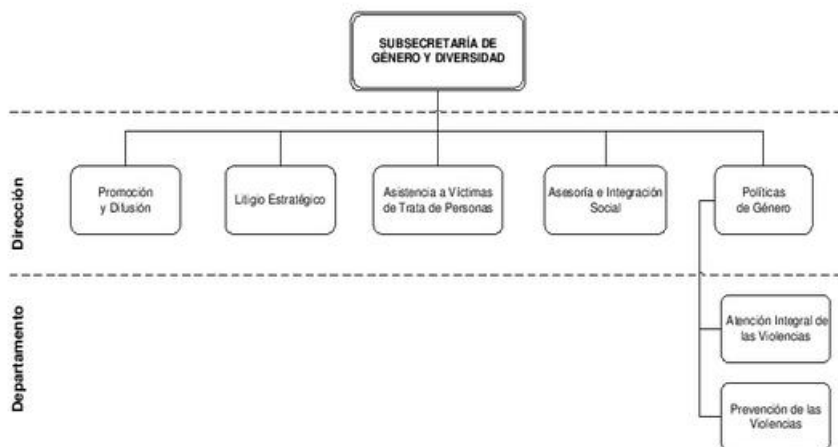 SUBSECRETARÍA DE
GÉNERO Y DIVERSIDAD
Dirección
Promoción
y Difusión
Litigio Estratégico
Asistencia a Víctimas
de Trata de Personas
Asesoría e Integración
Social
Políticas
de Género
Departamento
Atención Integral de
las Violencias
Prevención de las
Violencias